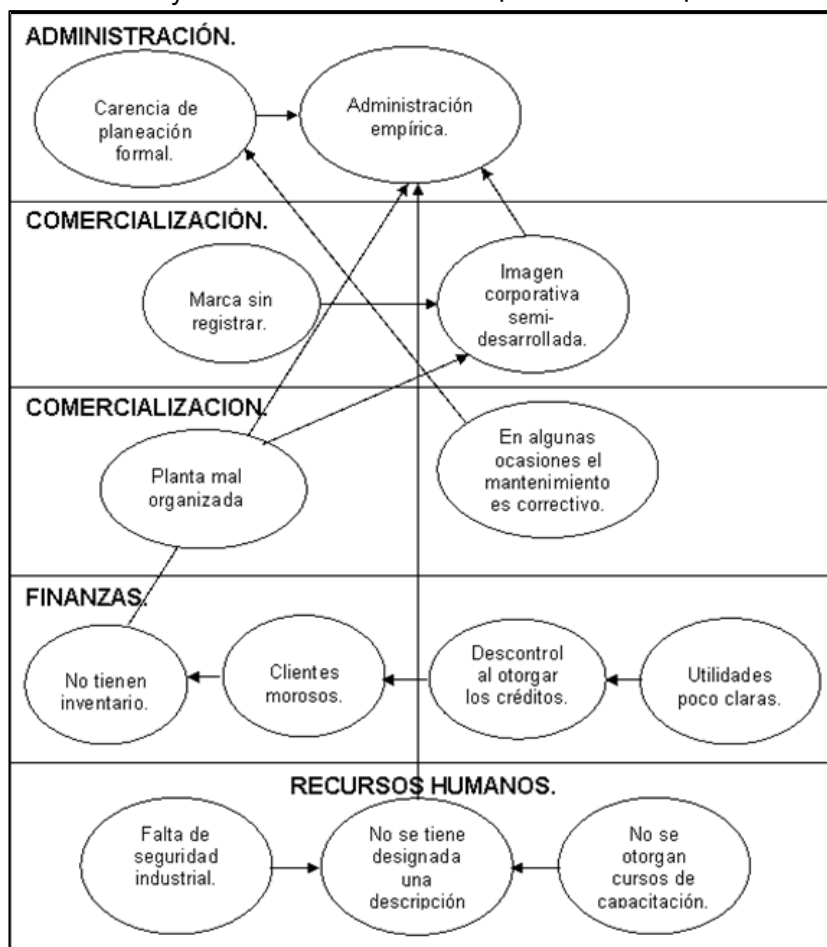 ADMINISTRACIÓN.
Carencia de
planeación
formal.
Administración
empírica.
COMERCIALIZACIÓN.
Marca sin
registrar.
Imagen
corporativa
semi-
desarrollada.
COMERCIALIZACION.
Planta mal
organizada
En algunas
ocasiones el
mantenimiento
es correctivo.
FINANZAS.
No tienen
inventario.
Clientes
morosos.
Descontrol
al otorgar
los créditos.
Utilidades
poco claras.
RECURSOS HUMANOS.
Falta de
seguridad
industrial.
No se tiene
designada
una
descripción
No se
otorgan
cursos de
capacitación.